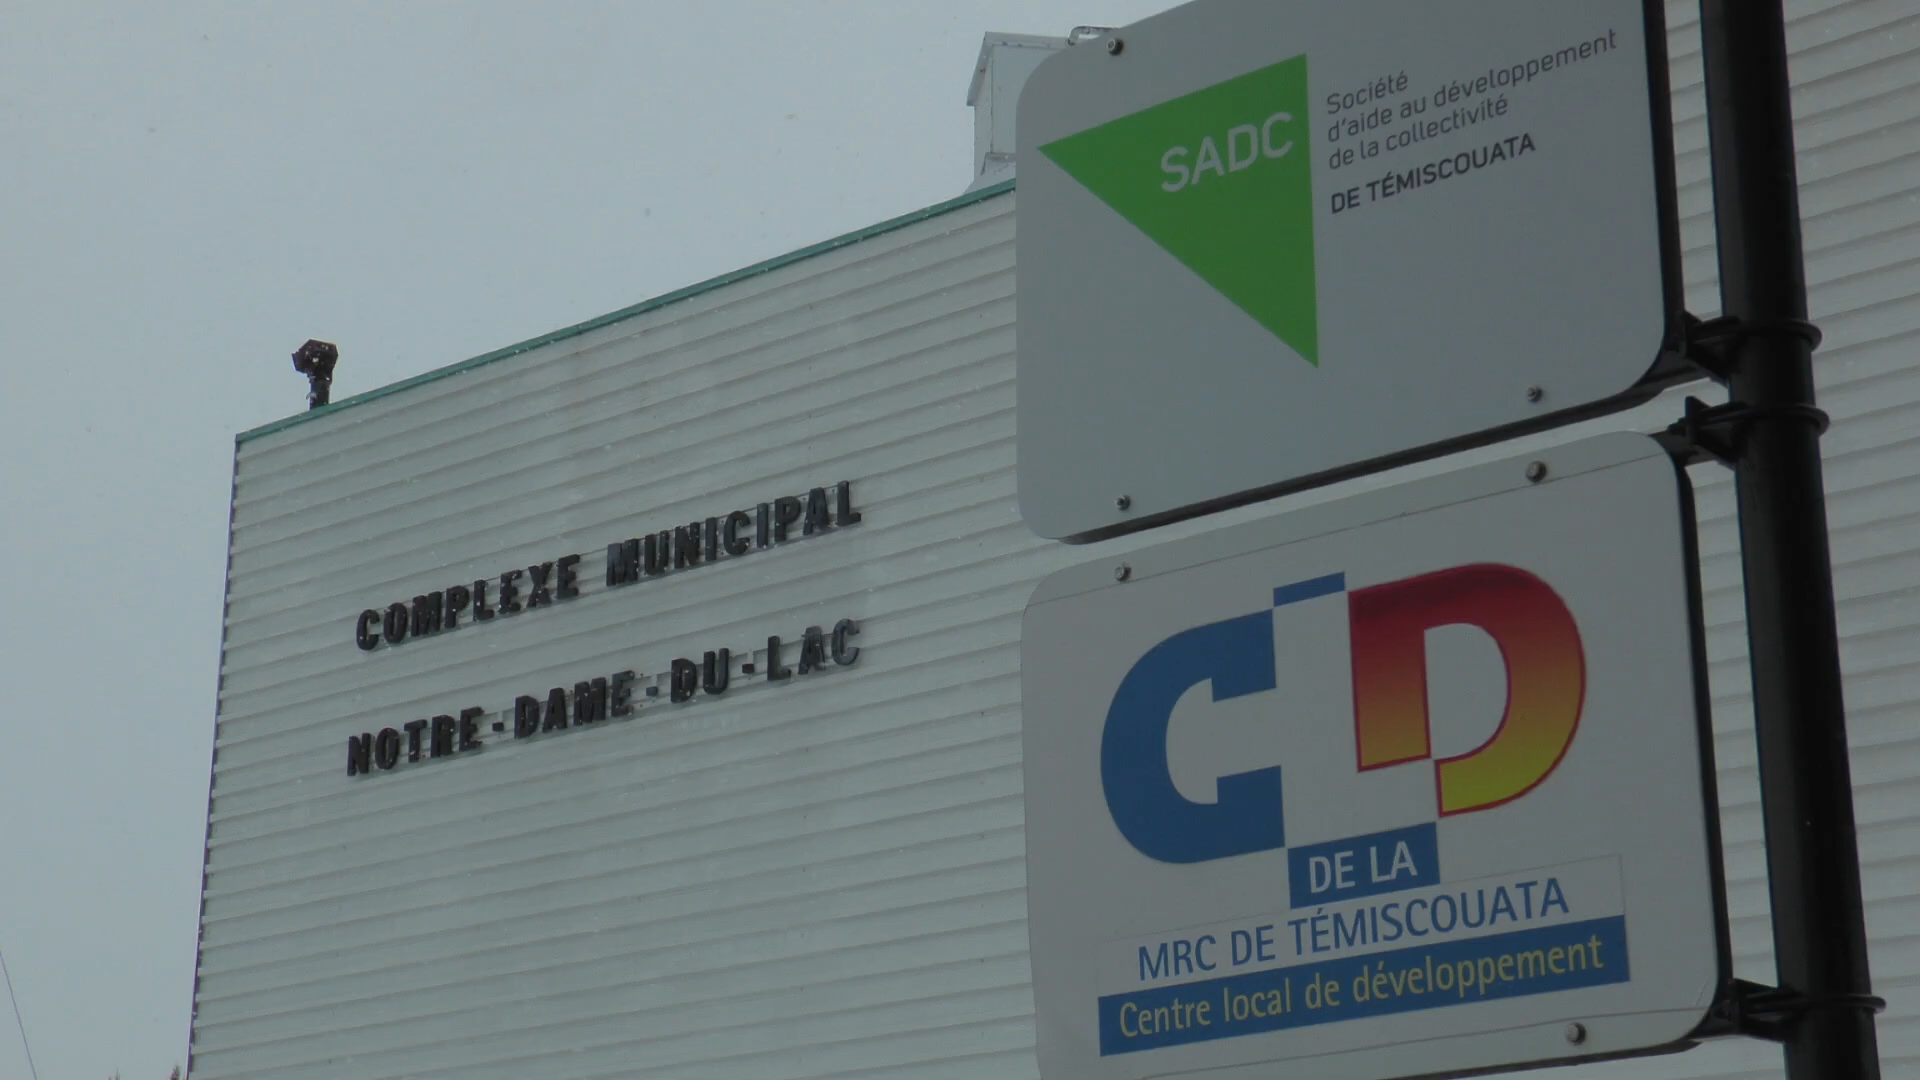 COMPLEXE MUNICIPAL
NOTRE-DAME-DU-LAC
SADC
Société
d'aide au développement
de la collectivité
DE TÉMISCOUATA
CLD
DE LA
MRC DE TÉMISCOUATA
Centre local de développement